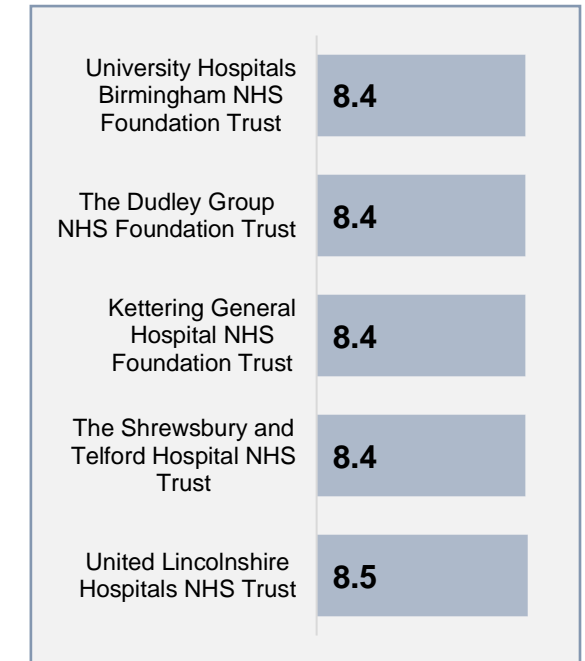 University Hospitals
Birmingham NHS
Foundation Trust
8.4
The Dudley Group
NHS Foundation Trust
8.4
Kettering General
Hospital NHS
Foundation Trust
8.4
The Shrewsbury and
Telford Hospital NHS
Trust
8.4
United Lincolnshire
Hospitals NHS Trust
8.5